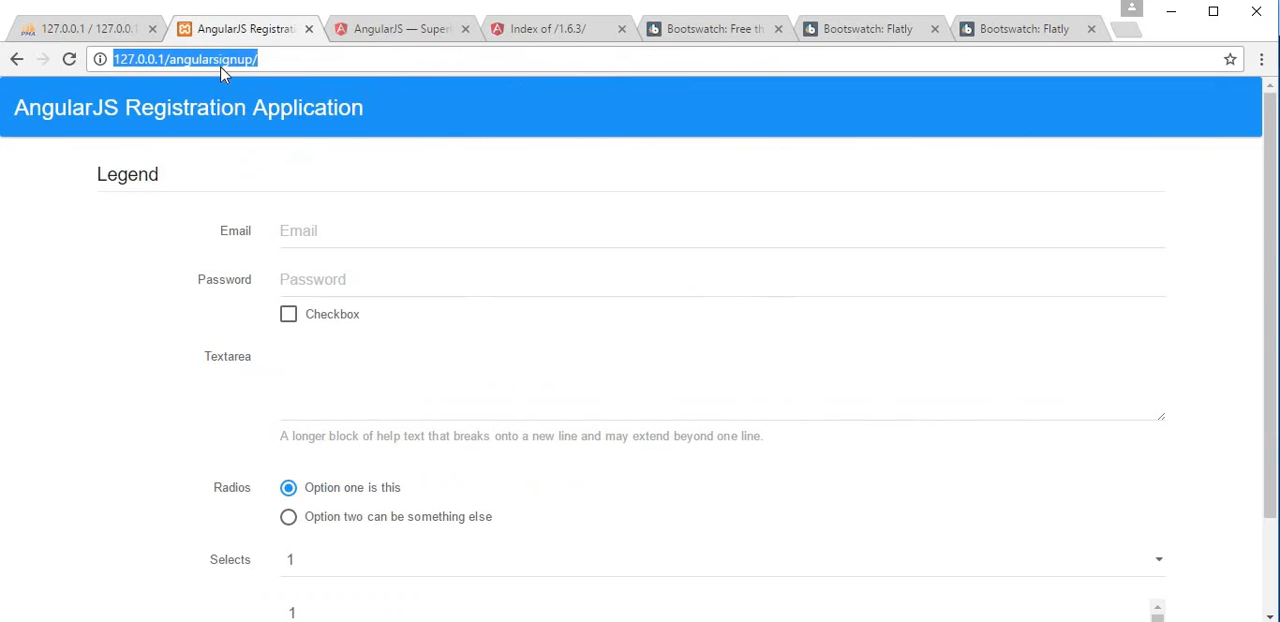 127.0.0.1 / 127.0.0.1
AngularJS Registrati
AngularJS — Super
Index of /1.6.3/
Bootswatch: Free th
Bootswatch: Flatly
Bootswatch: Flatly
127.0.0.1/angularsignup/
AngularJS Registration Application
Legend
Email
Email
Password
Password
Checkbox
Textarea
A longer block of help text that breaks onto a new line and may extend beyond one line.
Radios
Option one is this
Option two can be something else
Selects
1
1